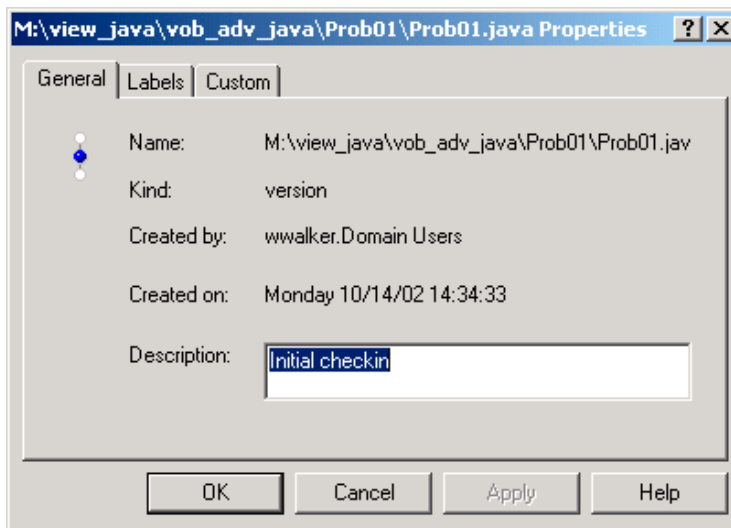 M:\view_java\vob_adv_java\Prob01\Prob01.java Properties ? X
General Labels Custom
Name: M:\view_java\vob_adv_java\Prob01\Prob01.jav
Kind: version
Created by: wwalker.Domain Users
Created on: Monday 10/14/02 14:34:33
Description: Initial checkin
OK Cancel Apply Help